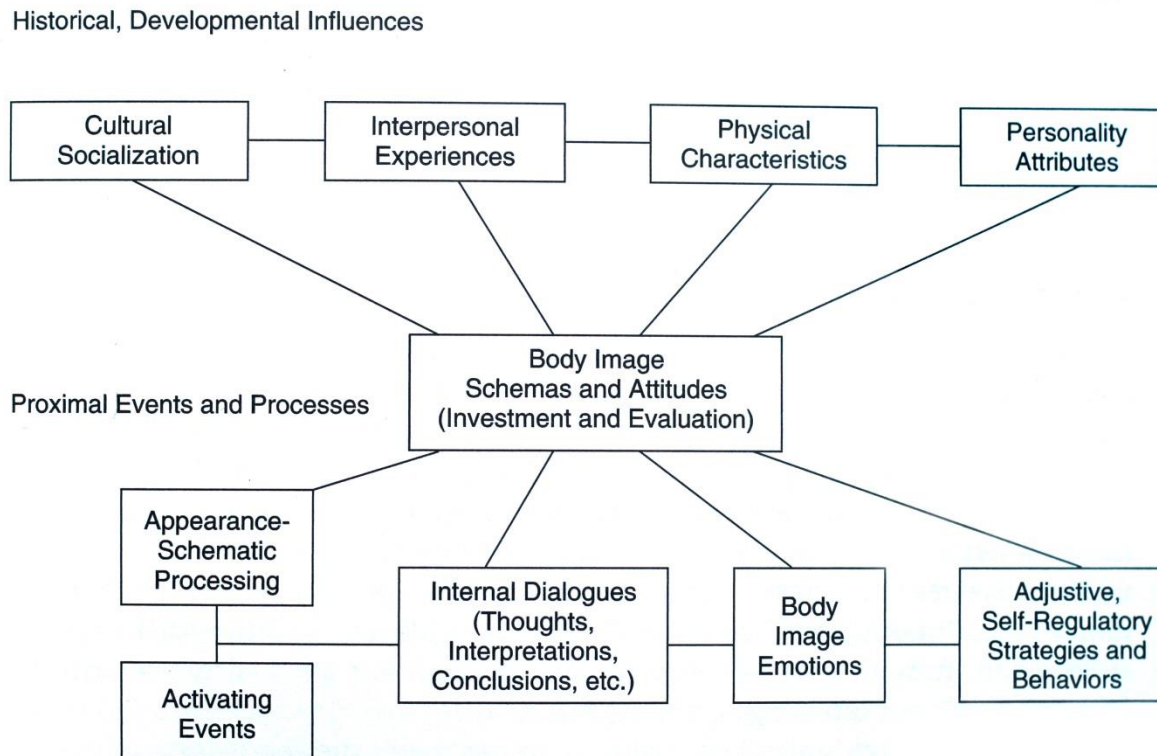 Historical, Developmental Influences
Cultural
Socialization
Interpersonal
Experiences
Physical
Characteristics
Personality
Attributes
Body Image
Schemas and Attitudes
(Investment and Evaluation)
Proximal Events and Processes
Appearance-
Schematic
Processing
Activating
Events
Internal Dialogues
(Thoughts,
Interpretations,
Conclusions, etc.)
Body
Image
Emotions
Adjustive,
Self-Regulatory
Strategies and
Behaviors